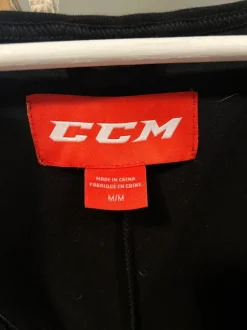 CCM
MADE IN CHINA
FABRIQUÉ EN CHINE
M/M